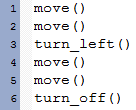 1 move()
2 move()
3 turn_left()
4 move()
5 move()
6 turn_off()